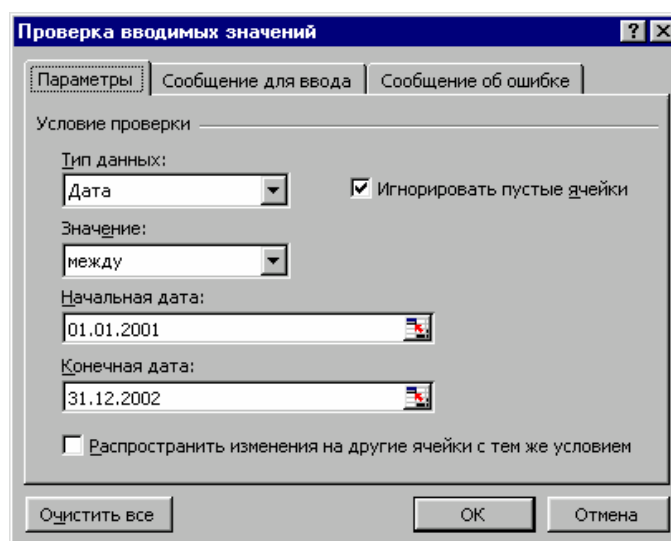 Проверка вводимых значений
Параметры Сообщение для ввода Сообщение об ошибке
Условие проверки
Тип данных:
Дата Игнорировать пустые ячейки
Значение:
между
Начальная дата:
01.01.2001
Конечная дата:
31.12.2002
Распространить изменения на другие ячейки с тем же условием
Очистить все ОК Отмена